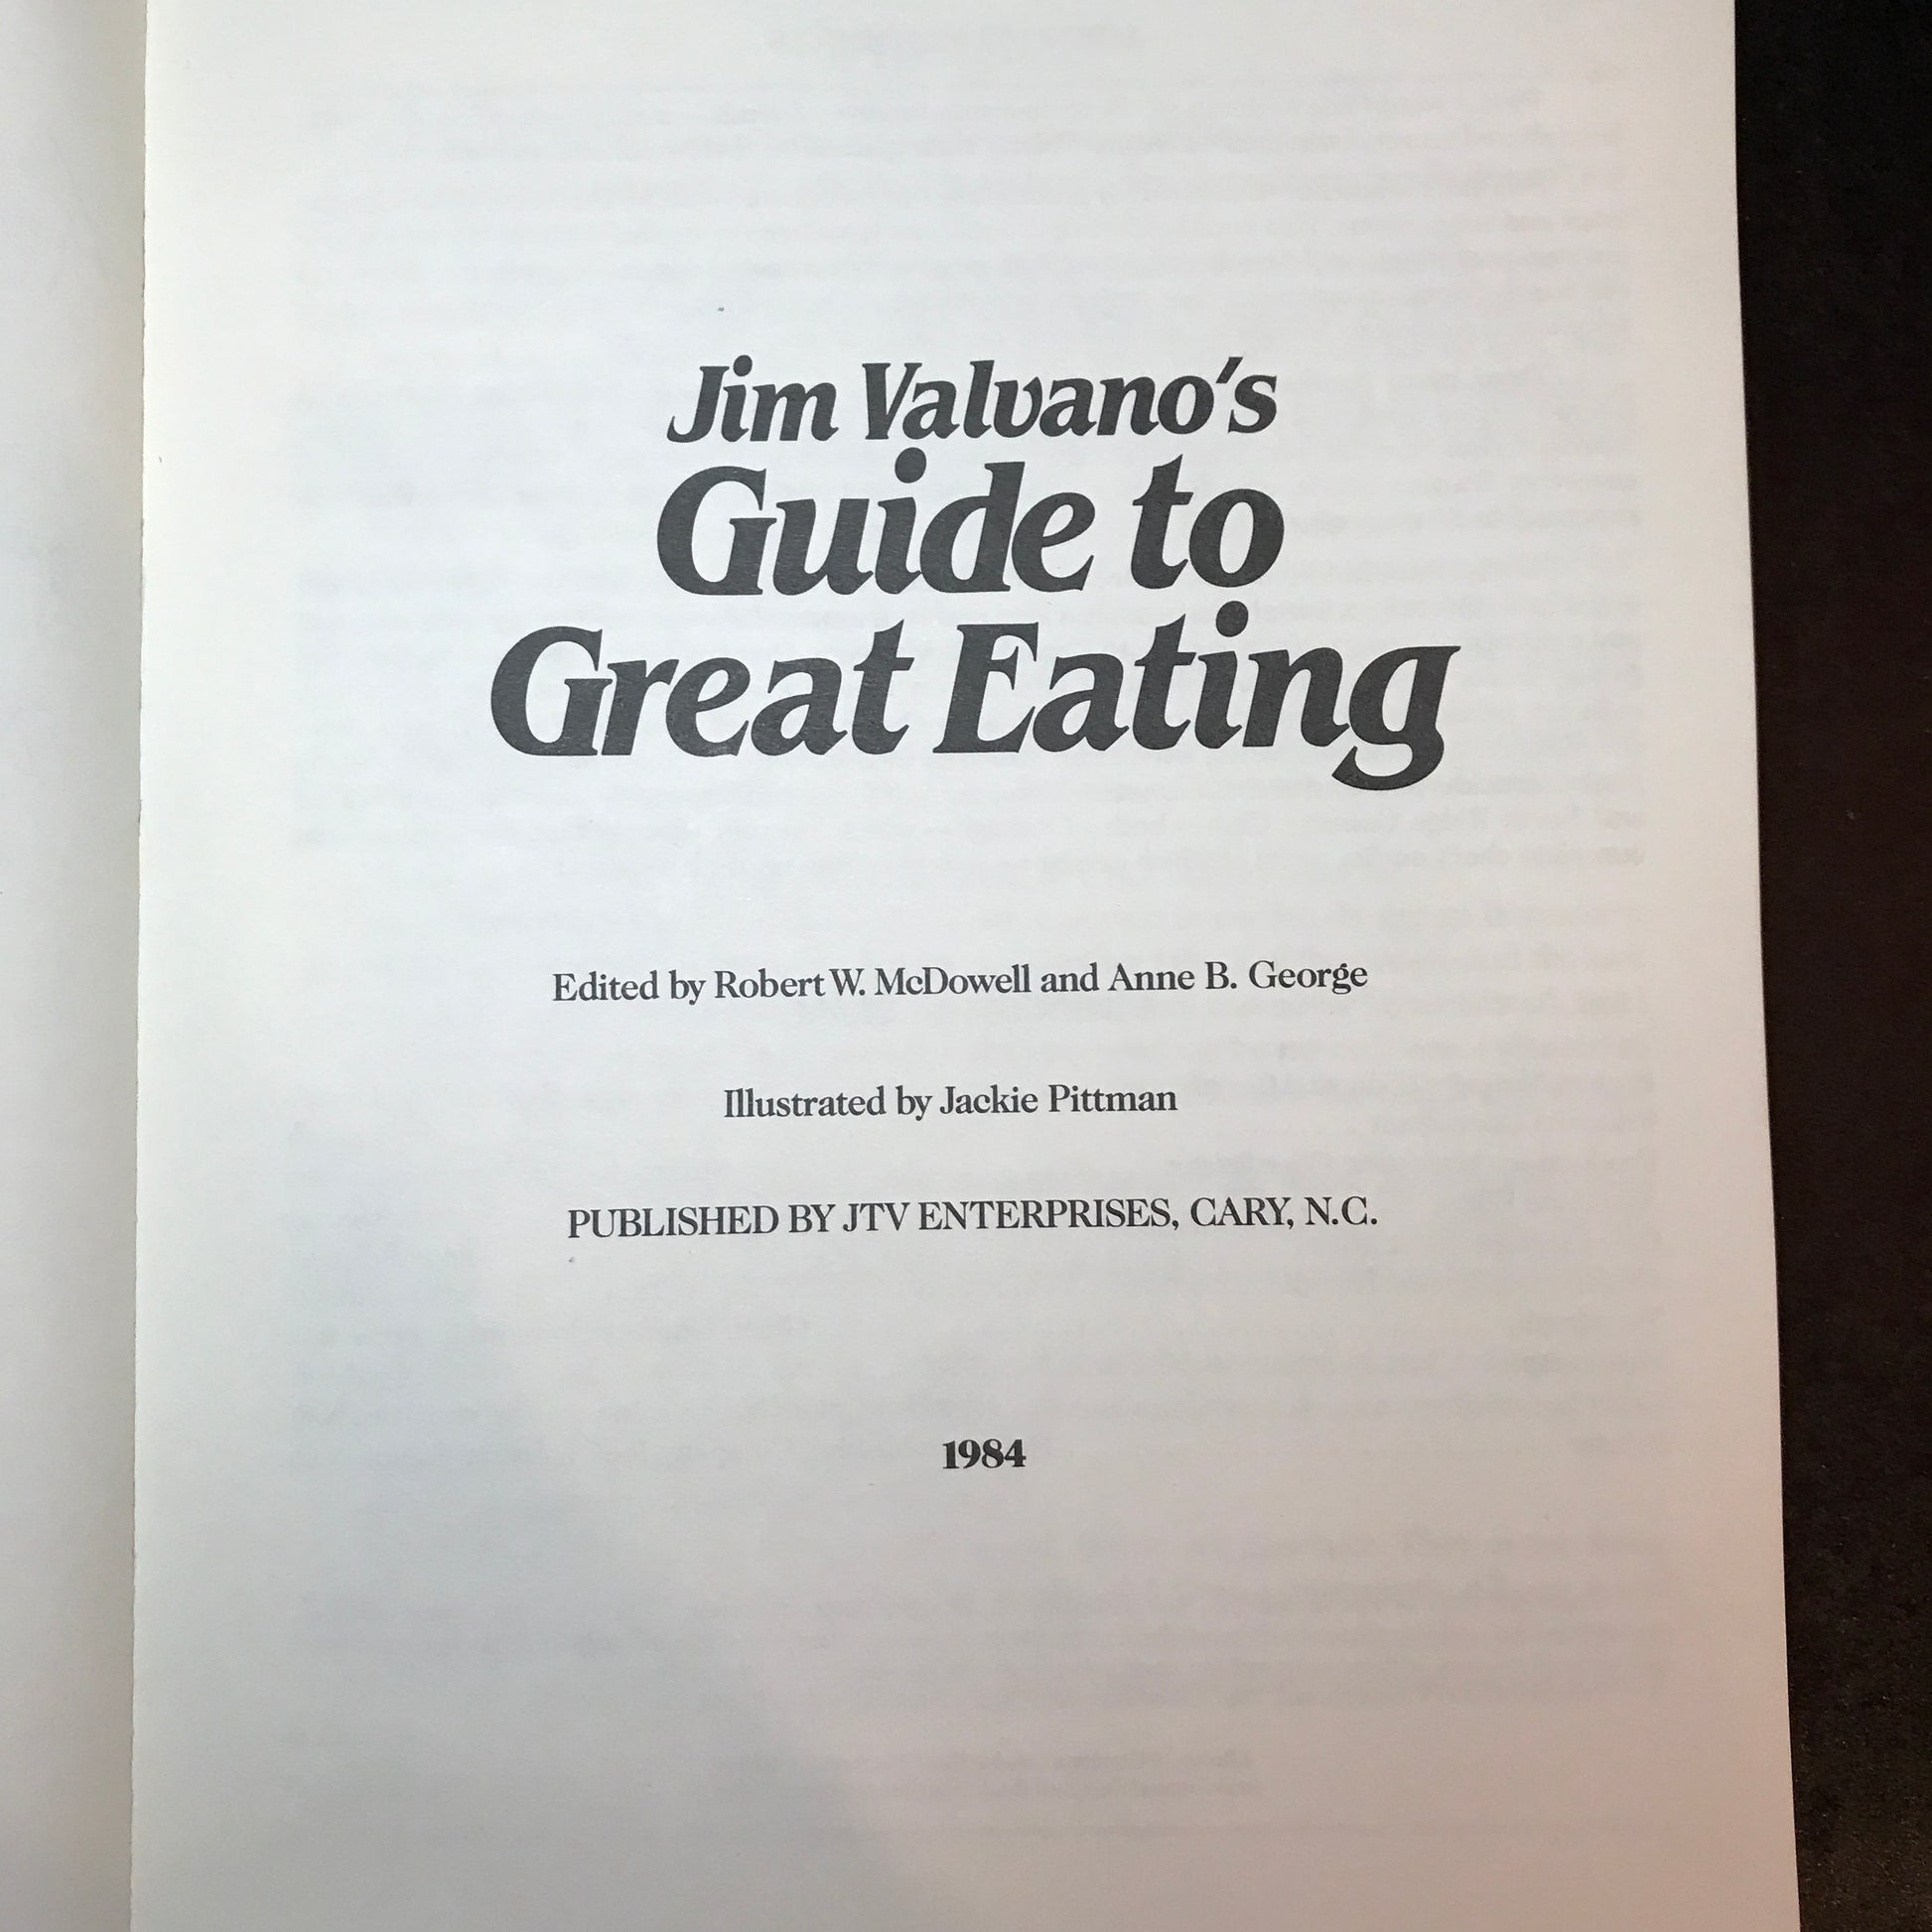 Jim Valvano's
Guide to
Great Eating
Edited by Robert W. McDowell and Anne B. George
Illustrated by Jackie Pittman
PUBLISHED BY JTV ENTERPRISES, CARY, N.C.
1984